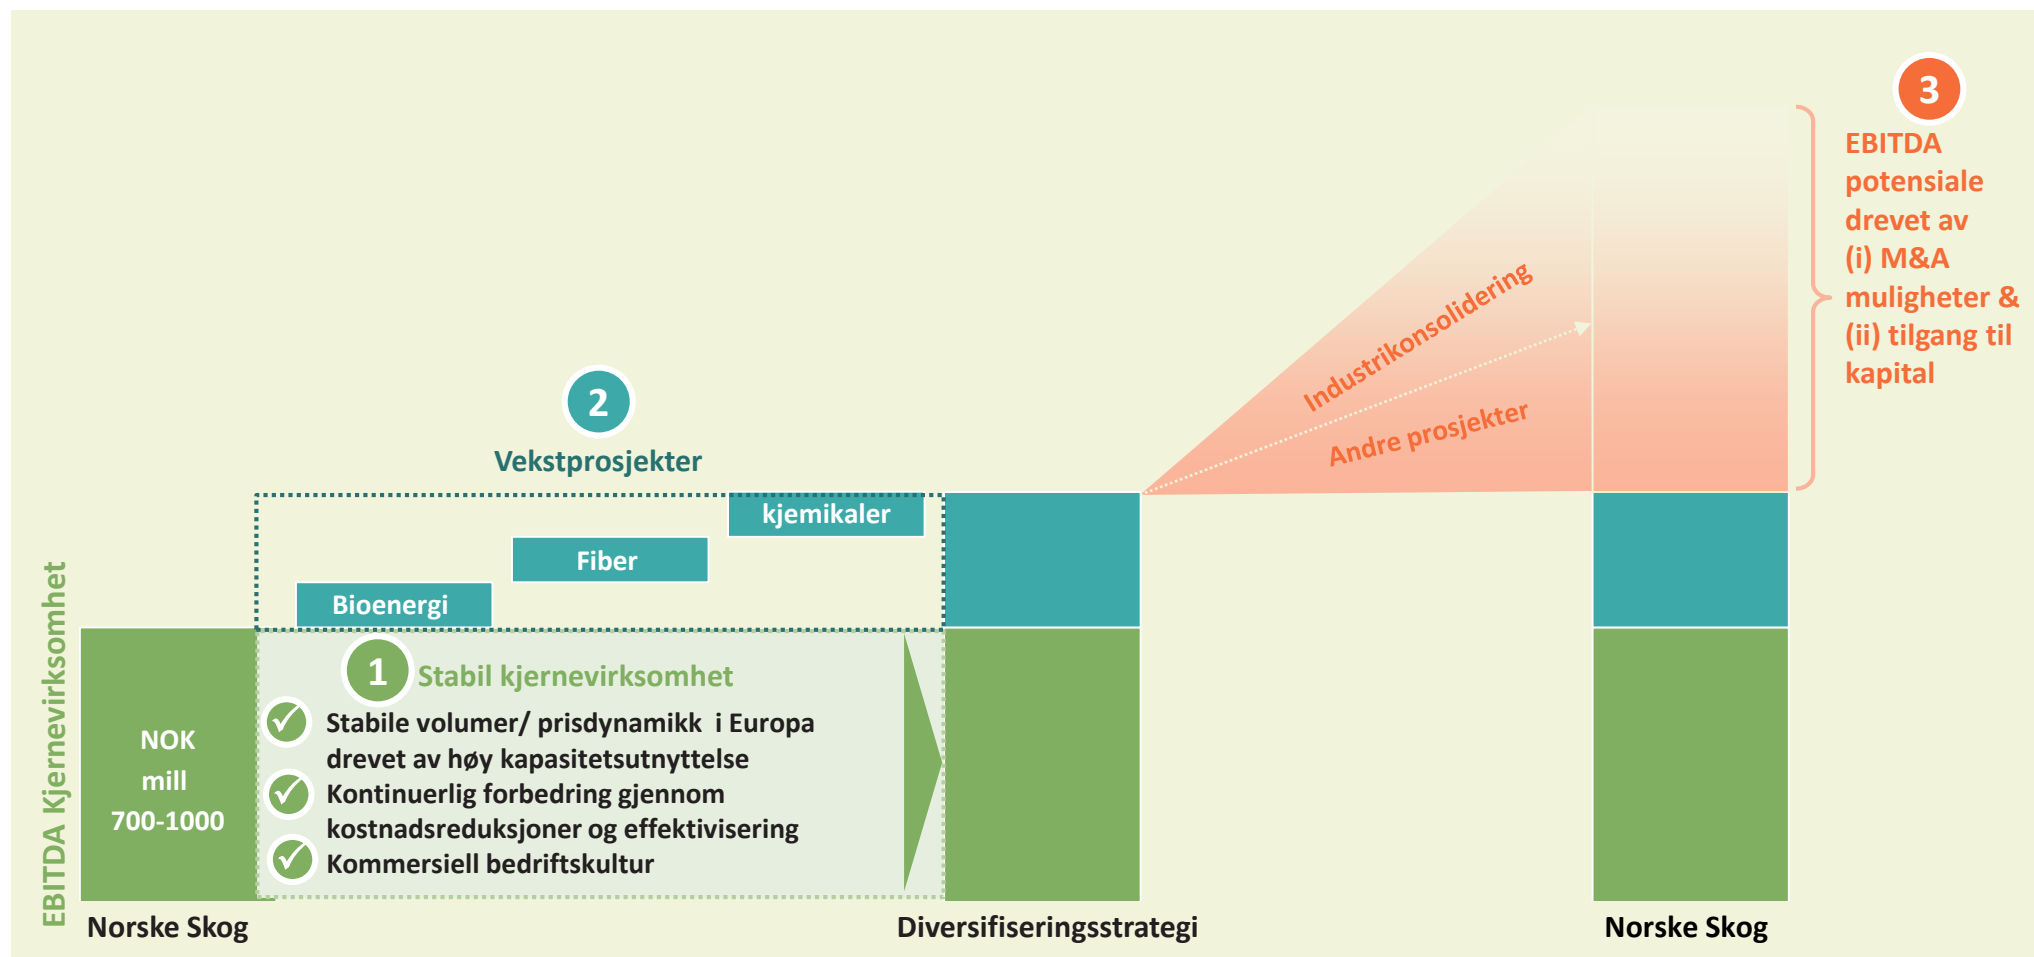 3
EBITDA
potensiale
drevet av
(i) M&A
muligheter &
(ii) tilgang til
kapital
Industrikonsolidering
Andre prosjekter
2
Vekstprosjekter
kjemikaler
Fiber
Bioenergi
EBITDA Kjernevirksomhet
1
Stabil kjernevirksomhet
Stabile volumer/ prisdynamikk i Europa
drevet av høy kapasitetsutnyttelse
Kontinuerlig forbedring gjennom
kostnadsreduksjoner og effektivisering
Kommersiell bedriftskultur
NOK
mill
700-1000
Norske Skog
Diversifiseringsstrategi
Norske Skog